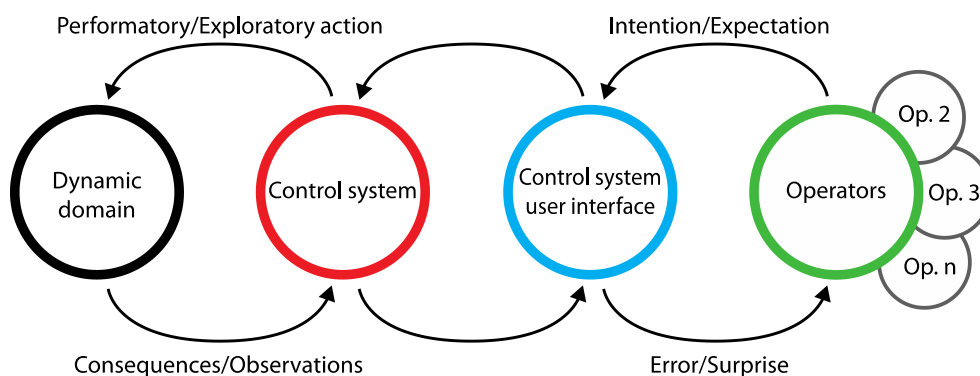 Performatory/Exploratory action
Intention/Expectation
Dynamic
domain
Control system
Control system
user interface
Operators
Op. 2
Op. 3
Op. n
Consequences/Observations
Error/Surprise